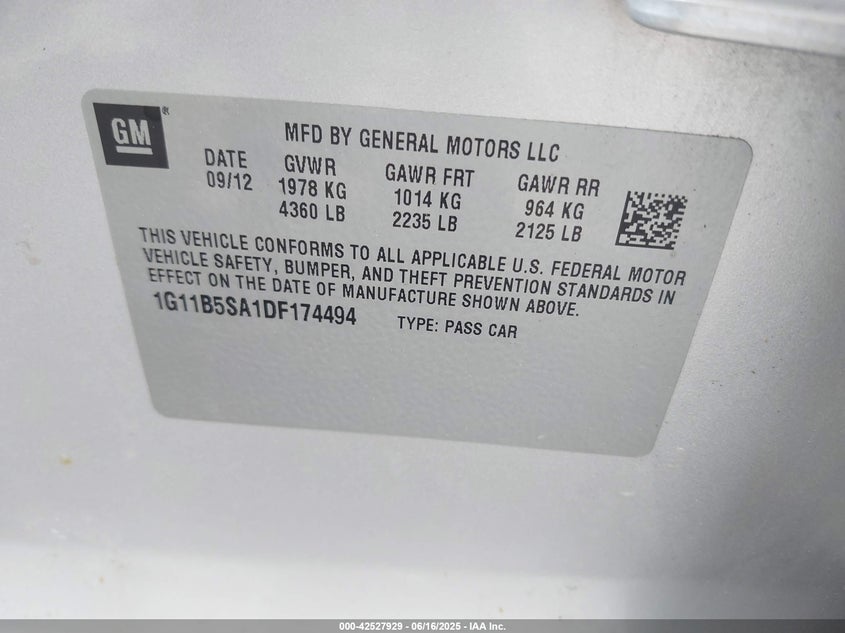 GM
MFD BY GENERAL MOTORS LLC
DATE GVWR GAWR FRT GAWR RR
09/12 1978 KG 1014 KG 964 KG
4360 LB 2235 LB 2125 LB
THIS VEHICLE CONFORMS TO ALL APPLICABLE U.S. FEDERAL MOTOR
VEHICLE SAFETY, BUMPER, AND THEFT PREVENTION STANDARDS IN
EFFECT ON THE DATE OF MANUFACTURE SHOWN ABOVE.
1G11B5SA1DF174494 TYPE: PASS CAR
000-42527929 - 06/16/2025 - IAA Inc.